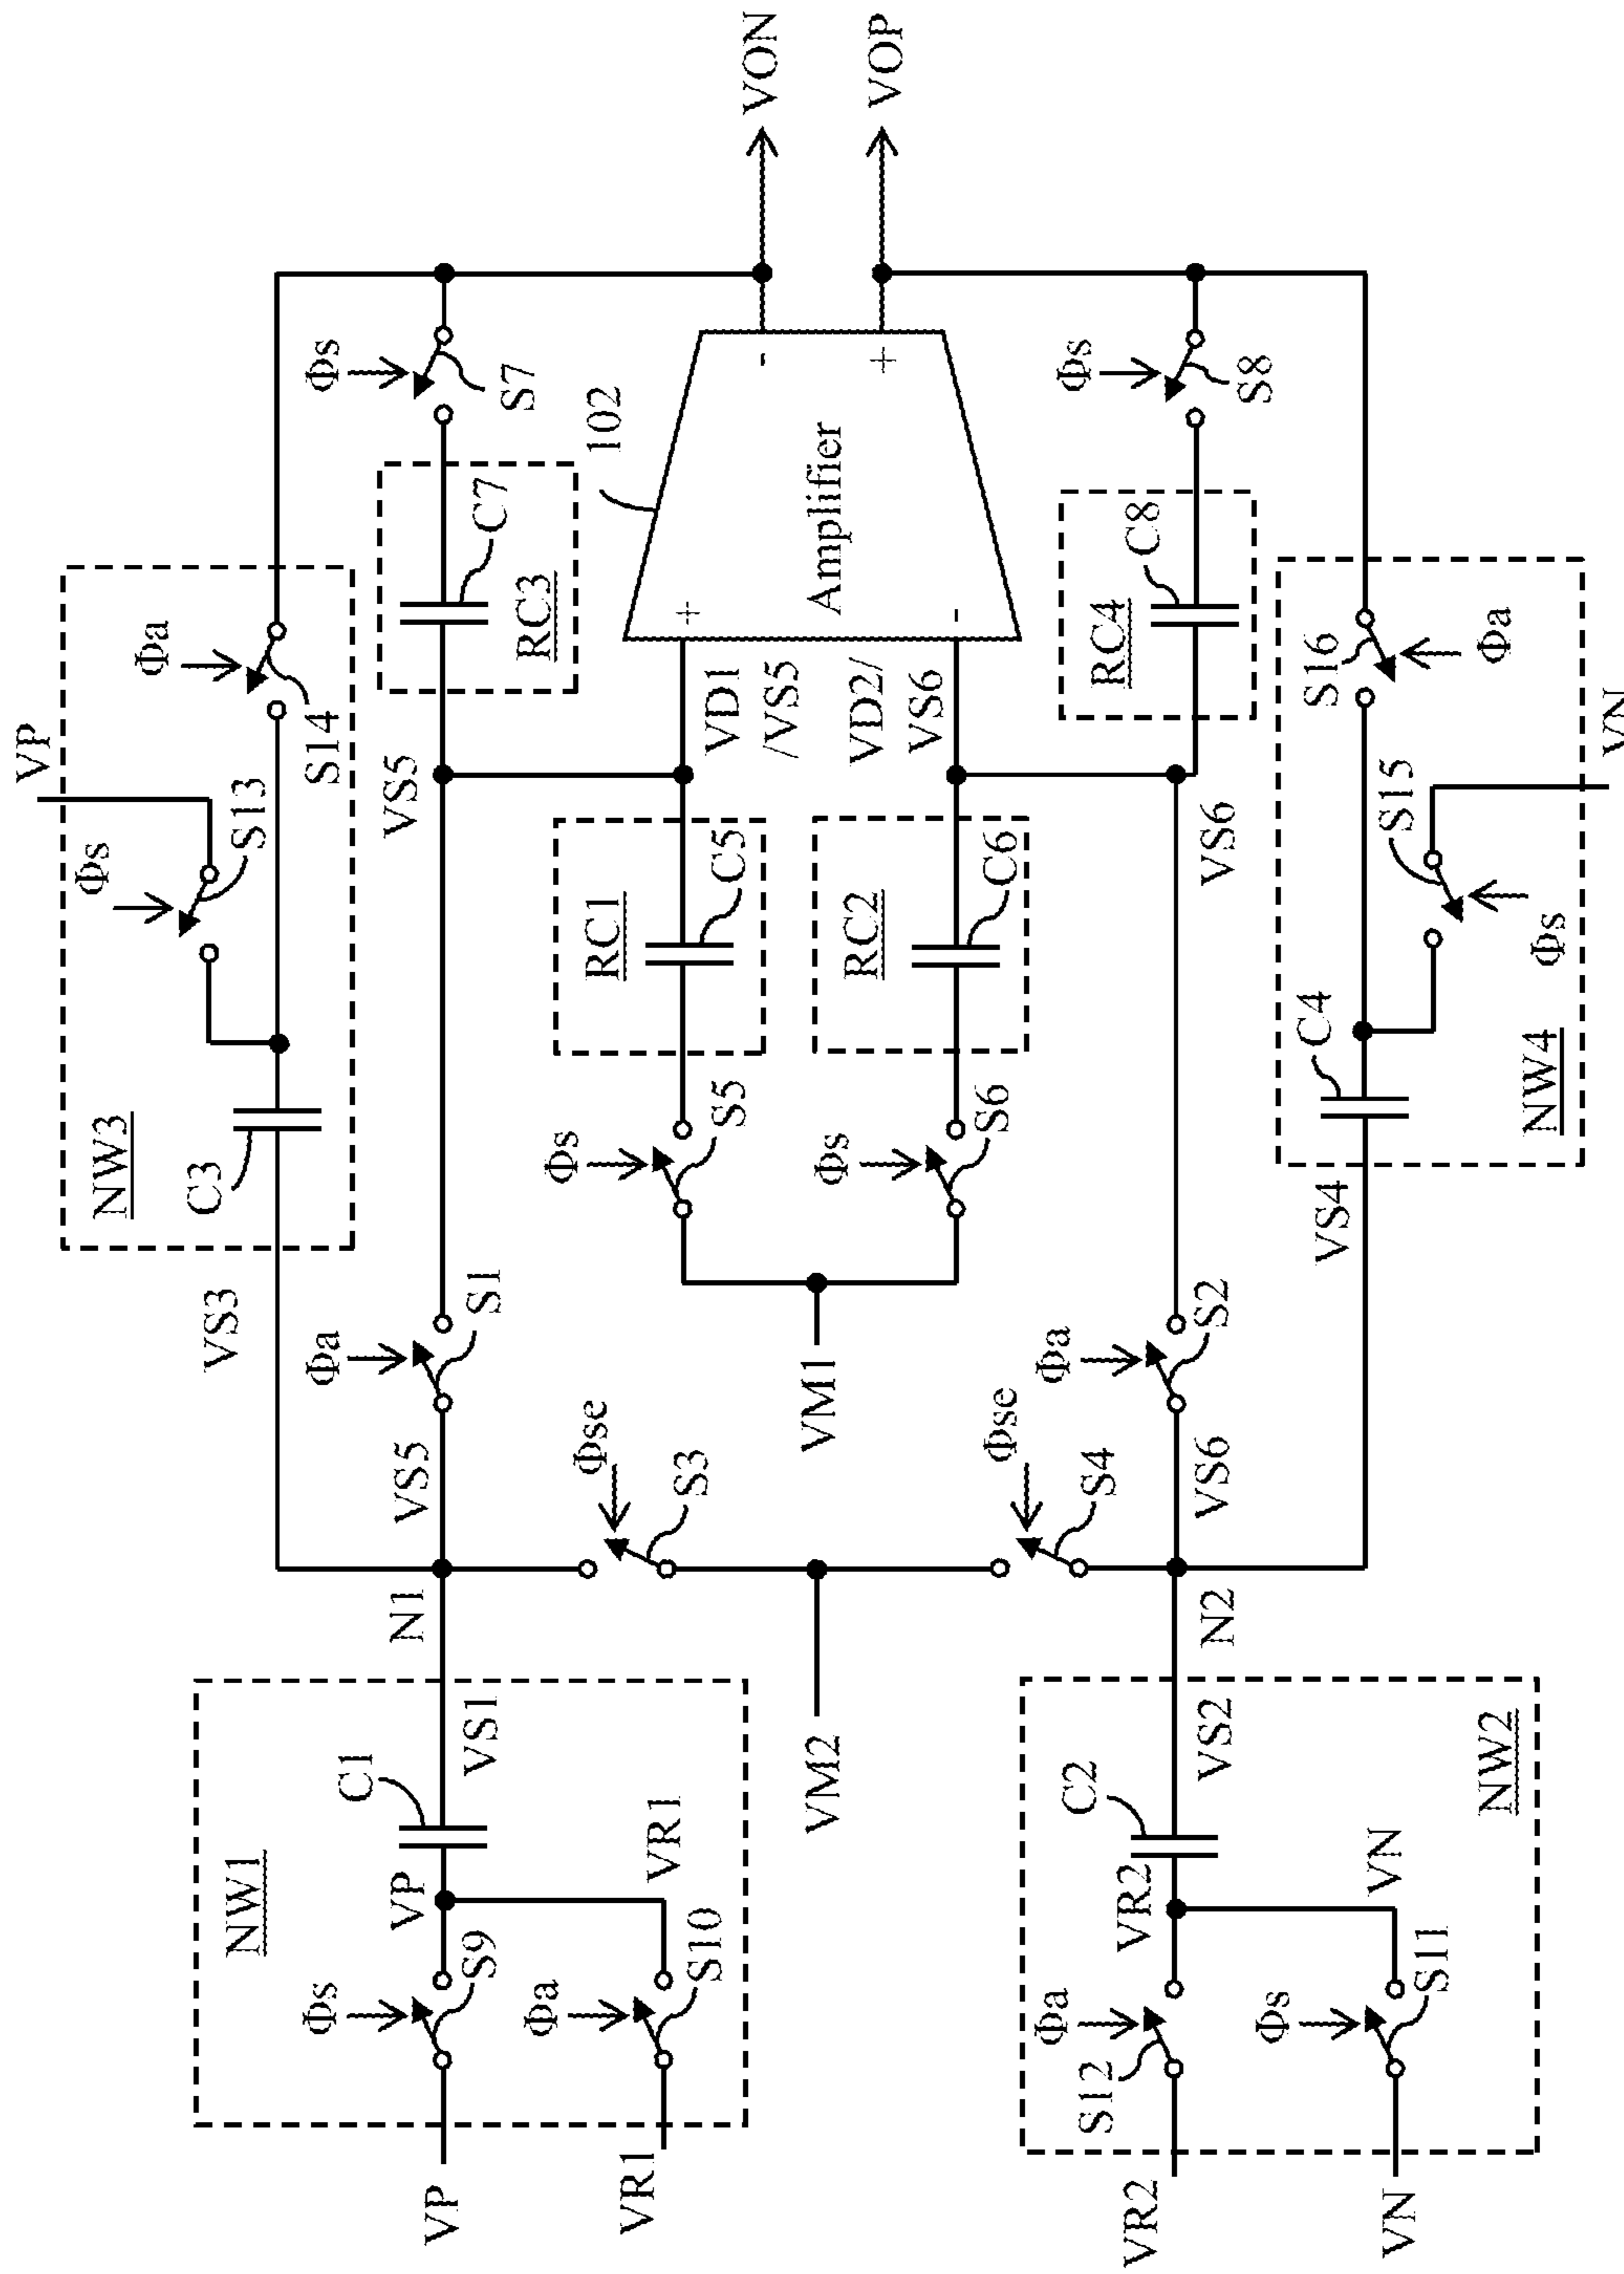 VON
VOP
Φs
S7
102
-
+
Φs
S8
C7
RC3
Amplifier
+
-
C8
RC4
Φa
S14
S16
Φa
VP
VN
Φs
S13
VS5
VD1
/VS5
VD2/
VS6
VS6
S15
Φs
NW3
C3
RC1
C5
RC2
C6
C4
NW4
Φs
S5
Φs
S6
VS3
VS4
Φa
S1
VM1
Φa
S2
VS5
Φse
S3
Φse
S4
VS6
N1
N2
NW1
C1
VS1
VM2
C2
VS2
NW2
VP
VR1
VR2
VN
Φs
S9
Φa
S10
Φa
S12
Φs
S11
VP
VR1
VR2
VN